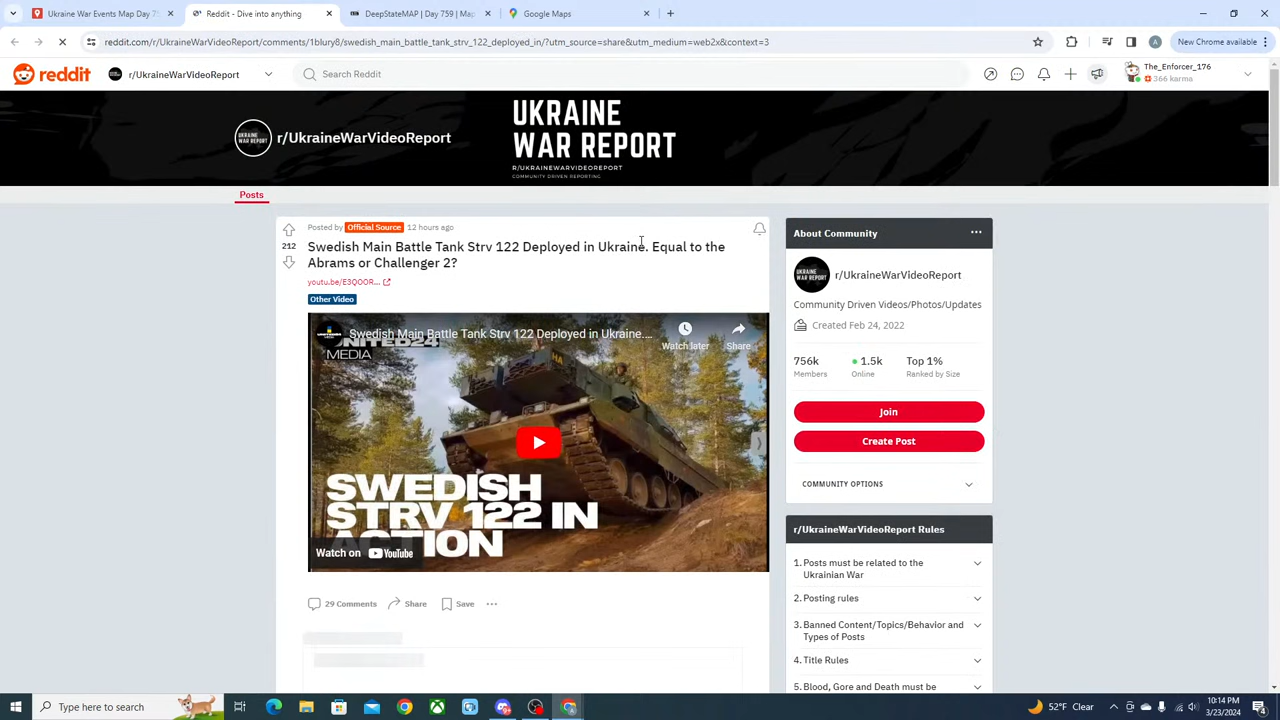 Ukraine War Events Map Day 75
Reddit - Dive into anything
DeepStateMAP | Day 759 | Map
Google Maps
reddit.com/r/UkraineWarVideoReport/comments/1blury8/swedish_main_battle_tank_strv_122_deployed_in/?utm_source=share&utm_medium=web2x&context=3
A
New Chrome available
reddit
r/UkraineWarVideoReport
Search Reddit
The_Enforcer_176
366 karma
UKRAINE
WAR REPORT
r/UkraineWarVideoReport
UKRAINE
WAR REPORT
R/UKRAINEWARVIDEOREPORT
COMMUNITY DRIVEN REPORTING
Posts
Posted by Official Source 12 hours ago
212
Swedish Main Battle Tank Strv 122 Deployed in Ukraine. Equal to the
Abrams or Challenger 2?
youtu.be/E3QOOR...
Other Video
Swedish Main Battle Tank Strv 122 Deployed in Ukraine....
UNITED24
MEDIA
Watch later
Share
SWEDISH
STRV 122 IN
ACTION
Watch on YouTube
29 Comments
Share
Save
About Community
UKRAINE
WAR REPORT
r/UkraineWarVideoReport
Community Driven Videos/Photos/Updates
Created Feb 24, 2022
756k
1.5k
Top 1%
Members
Online
Ranked by Size
Join
Create Post
COMMUNITY OPTIONS
r/UkraineWarVideoReport Rules
1. Posts must be related to the
Ukrainian War
2. Posting rules
3. Banned Content/Topics/Behavior and
Types of Posts
4. Title Rules
5. Blood, Gore and Death must be
Type here to search
52°F Clear
10:14 PM
3/23/2024